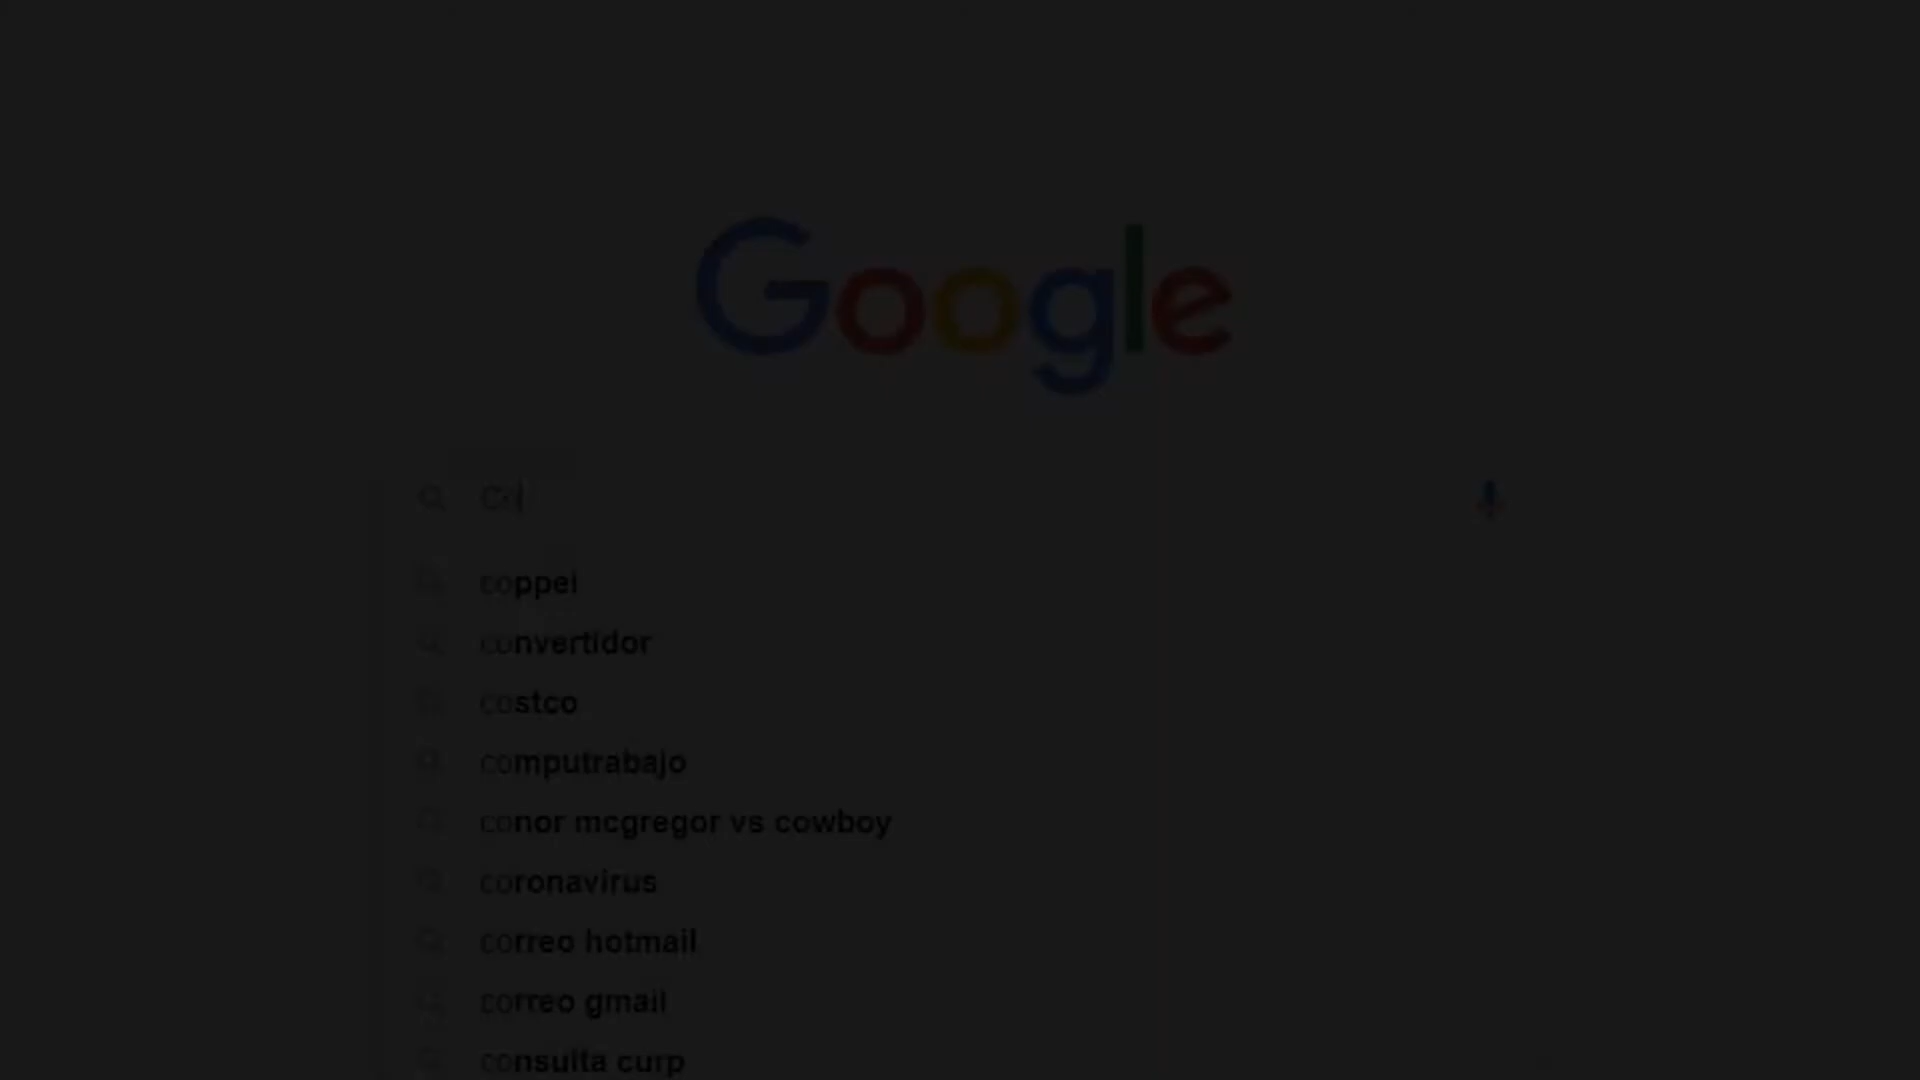 Google
Co
coppel
convertidor
costco
computrabajo
conor mcgregor vs cowboy
coronavirus
correo hotmail
correo gmail
consulta curp